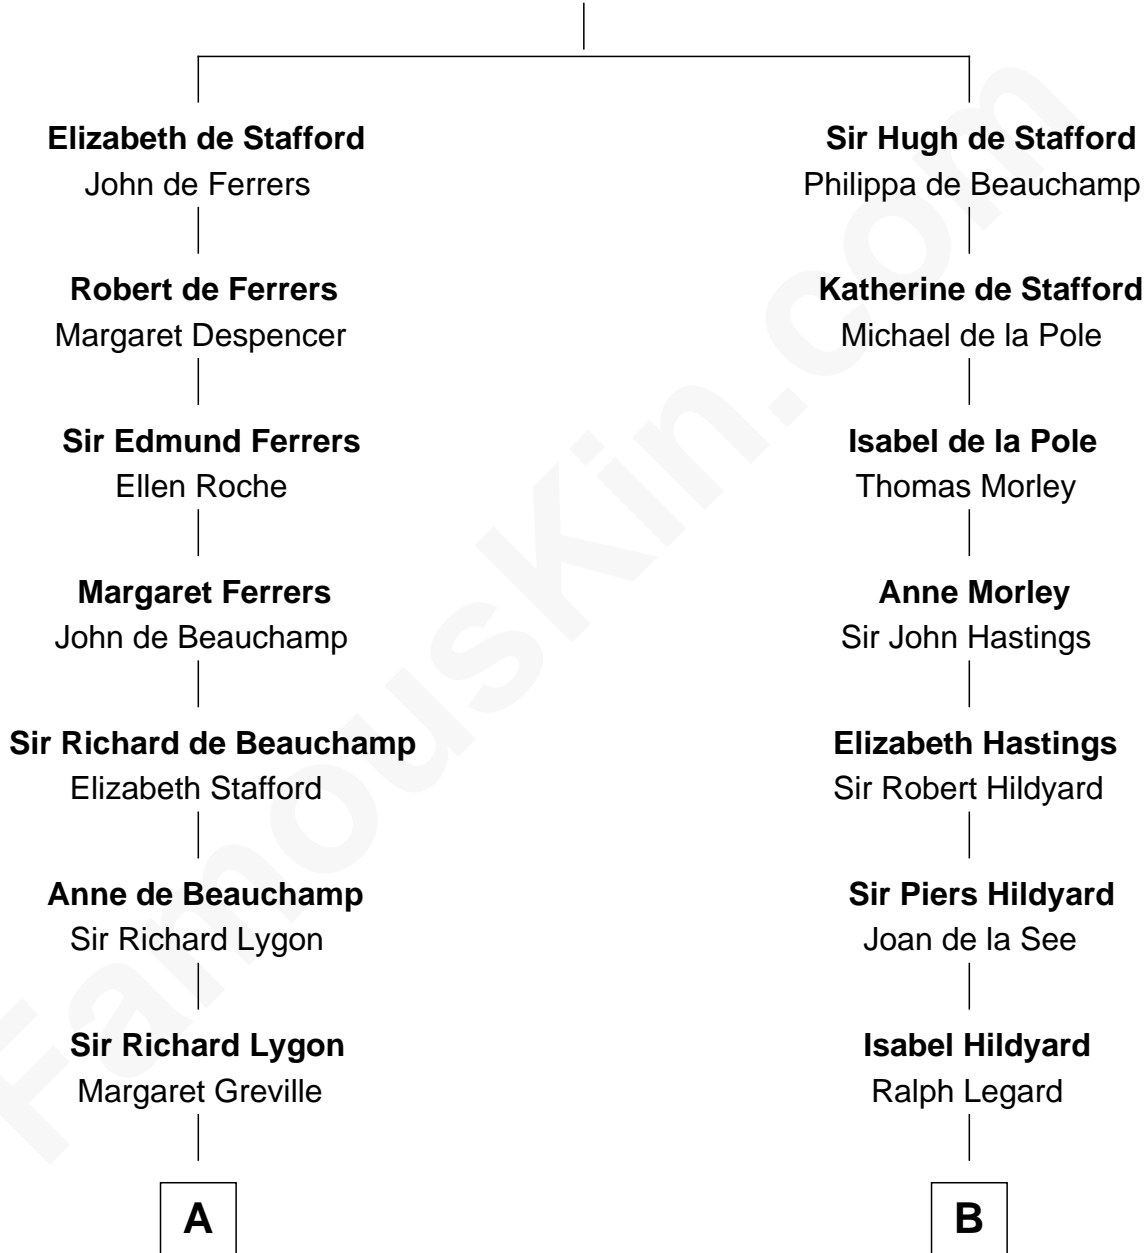 Elizabeth de Stafford
John de Ferrers
Robert de Ferrers
Margaret Despencer
Sir Edmund Ferrers
Ellen Roche
Margaret Ferrers
John de Beauchamp
Sir Richard de Beauchamp
Elizabeth Stafford
Anne de Beauchamp
Sir Richard Lygon
Sir Richard Lygon
Margaret Greville
A
Sir Hugh de Stafford
Philippa de Beauchamp
Katherine de Stafford
Michael de la Pole
Isabel de la Pole
Thomas Morley
Anne Morley
Sir John Hastings
Elizabeth Hastings
Sir Robert Hildyard
Sir Piers Hildyard
Joan de la See
Isabel Hildyard
Ralph Legard
B
FamousKin.com